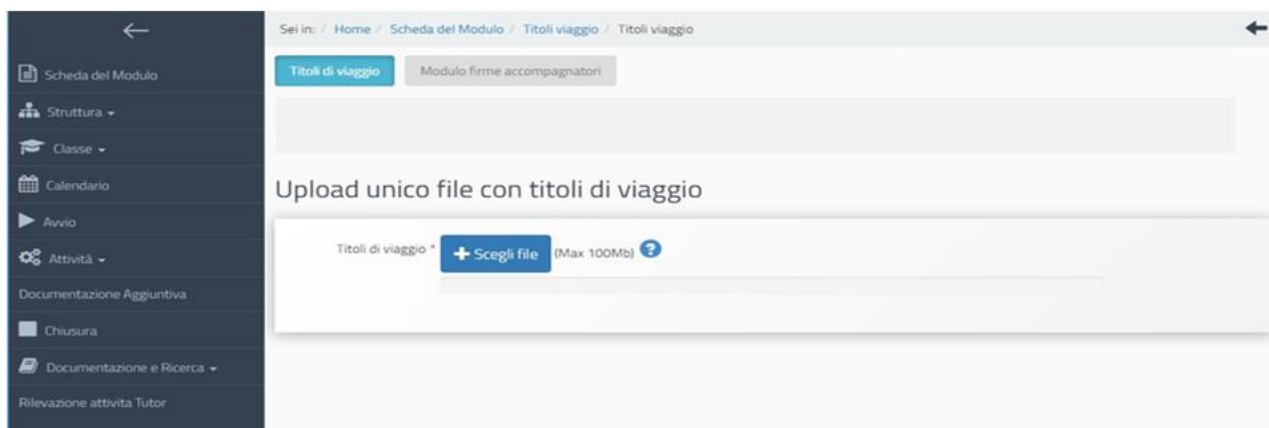 Sei in: / Home / Scheda del Modulo / Titoli viaggio / Titoli viaggio
Scheda del Modulo
Struttura
Classe
Calendario
Avvio
Attività
Documentazione Aggiuntiva
Chiusura
Documentazione e Ricerca
Rilevazione attivita Tutor
Titoli di viaggio
Modulo firme accompagnatori
Upload unico file con titoli di viaggio
Titoli di viaggio * + Scegli file (Max 100Mb) ?